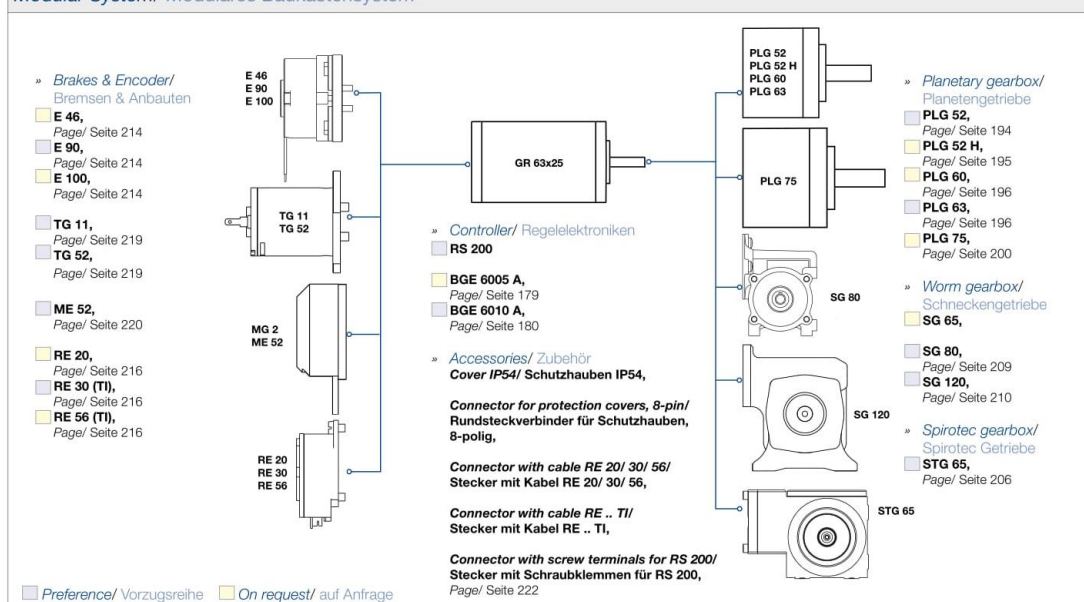 Modular System/ Modulares Baukastensystem
» Brakes & Encoder/
Bremsen & Anbauten
E 46,
Page/ Seite 214
E 90,
Page/ Seite 214
E 100,
Page/ Seite 214
TG 11,
Page/ Seite 219
TG 52,
Page/ Seite 219
ME 52,
Page/ Seite 220
RE 20,
Page/ Seite 216
RE 30 (TI),
Page/ Seite 216
RE 56 (TI),
Page/ Seite 216
E 46
E 90
E 100
TG 11
TG 52
MG 2
ME 52
RE 20
RE 30
RE 56
GR 63x25
» Controller/ Regelelektroniken
RS 200
BGE 6005 A,
Page/ Seite 179
BGE 6010 A,
Page/ Seite 180
» Accessories/ Zubehör
Cover IP54/ Schutzhauben IP54,
Connector for protection covers, 8-pin/
Rundsteckverbinder für Schutzhauben,
8-polig,
Connector with cable RE 20/ 30/ 56/
Stecker mit Kabel RE 20/ 30/ 56,
Connector with cable RE .. TI/
Stecker mit Kabel RE .. TI,
Connector with screw terminals for RS 200/
Stecker mit Schraubklemmen für RS 200,
Page/ Seite 222
PLG 52
PLG 52 H
PLG 60
PLG 63
PLG 75
SG 80
SG 120
STG 65
» Planetary gearbox/
Planetengetriebe
PLG 52,
Page/ Seite 194
PLG 52 H,
Page/ Seite 195
PLG 60,
Page/ Seite 196
PLG 63,
Page/ Seite 196
PLG 75,
Page/ Seite 200
» Worm gearbox/
Schneckengetriebe
SG 65,
SG 80,
Page/ Seite 209
SG 120,
Page/ Seite 210
» Spirotec gearbox/
Spirotec Getriebe
STG 65,
Page/ Seite 206
Preference/ Vorzugsreihe On request/ auf Anfrage